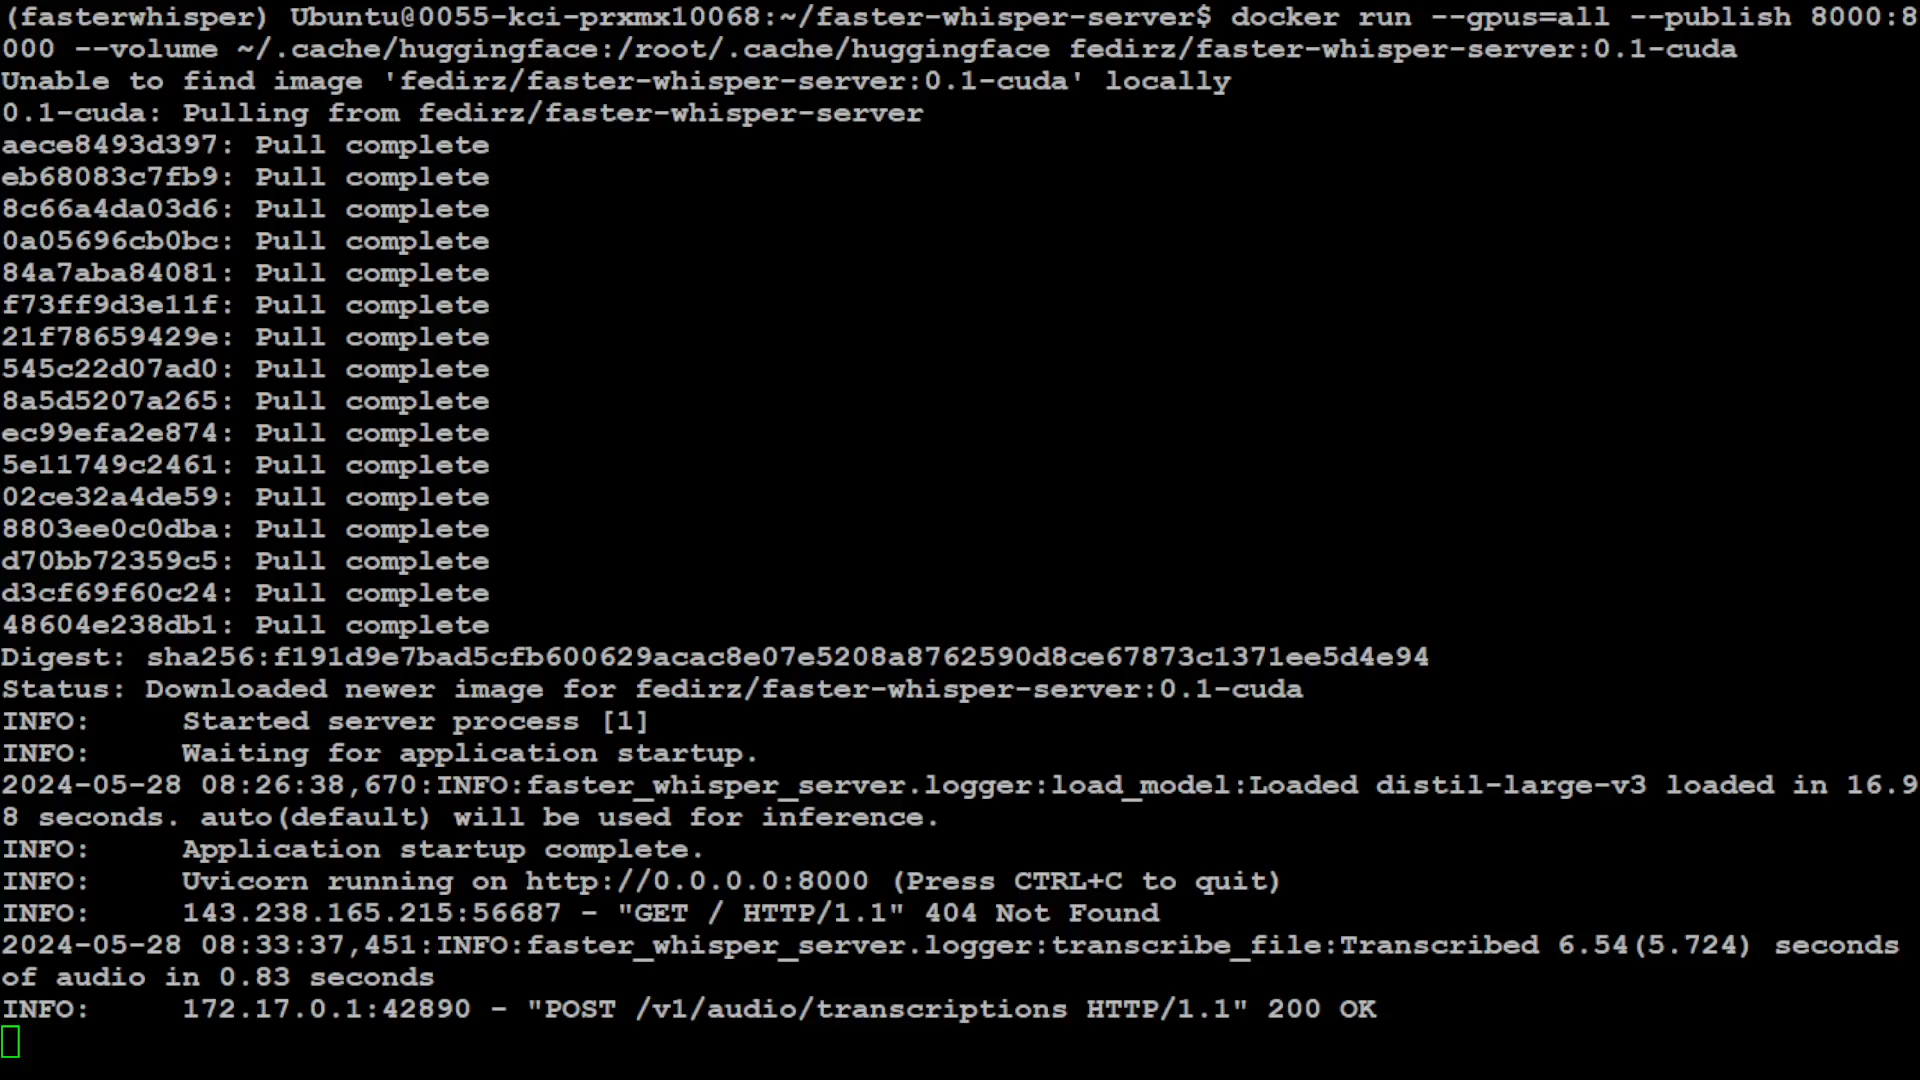 (fasterwhisper) Ubuntu@0055-kci-prxmx10068:~/faster-whisper-server$ docker run --gpus=all --publish 8000:8
000 --volume ~/.cache/huggingface:/root/.cache/huggingface fedirz/faster-whisper-server:0.1-cuda
Unable to find image 'fedirz/faster-whisper-server:0.1-cuda' locally
0.1-cuda: Pulling from fedirz/faster-whisper-server
aece8493d397: Pull complete
eb68083c7fb9: Pull complete
8c66a4da03d6: Pull complete
0a05696cb0bc: Pull complete
84a7aba84081: Pull complete
f73ff9d3e11f: Pull complete
21f78659429e: Pull complete
545c22d07ad0: Pull complete
8a5d5207a265: Pull complete
ec99efa2e874: Pull complete
5e11749c2461: Pull complete
02ce32a4de59: Pull complete
8803ee0c0dba: Pull complete
d70bb72359c5: Pull complete
d3cf69f60c24: Pull complete
48604e238db1: Pull complete
Digest: sha256:f191d9e7bad5cfb600629acac8e07e5208a8762590d8ce67873c1371ee5d4e94
Status: Downloaded newer image for fedirz/faster-whisper-server:0.1-cuda
INFO:     Started server process [1]
INFO:     Waiting for application startup.
2024-05-28 08:26:38,670:INFO:faster_whisper_server.logger:load_model:Loaded distil-large-v3 loaded in 16.9
8 seconds. auto(default) will be used for inference.
INFO:     Application startup complete.
INFO:     Uvicorn running on http://0.0.0.0:8000 (Press CTRL+C to quit)
INFO:     143.238.165.215:56687 - "GET / HTTP/1.1" 404 Not Found
2024-05-28 08:33:37,451:INFO:faster_whisper_server.logger:transcribe_file:Transcribed 6.54(5.724) seconds
of audio in 0.83 seconds
INFO:     172.17.0.1:42890 - "POST /v1/audio/transcriptions HTTP/1.1" 200 OK